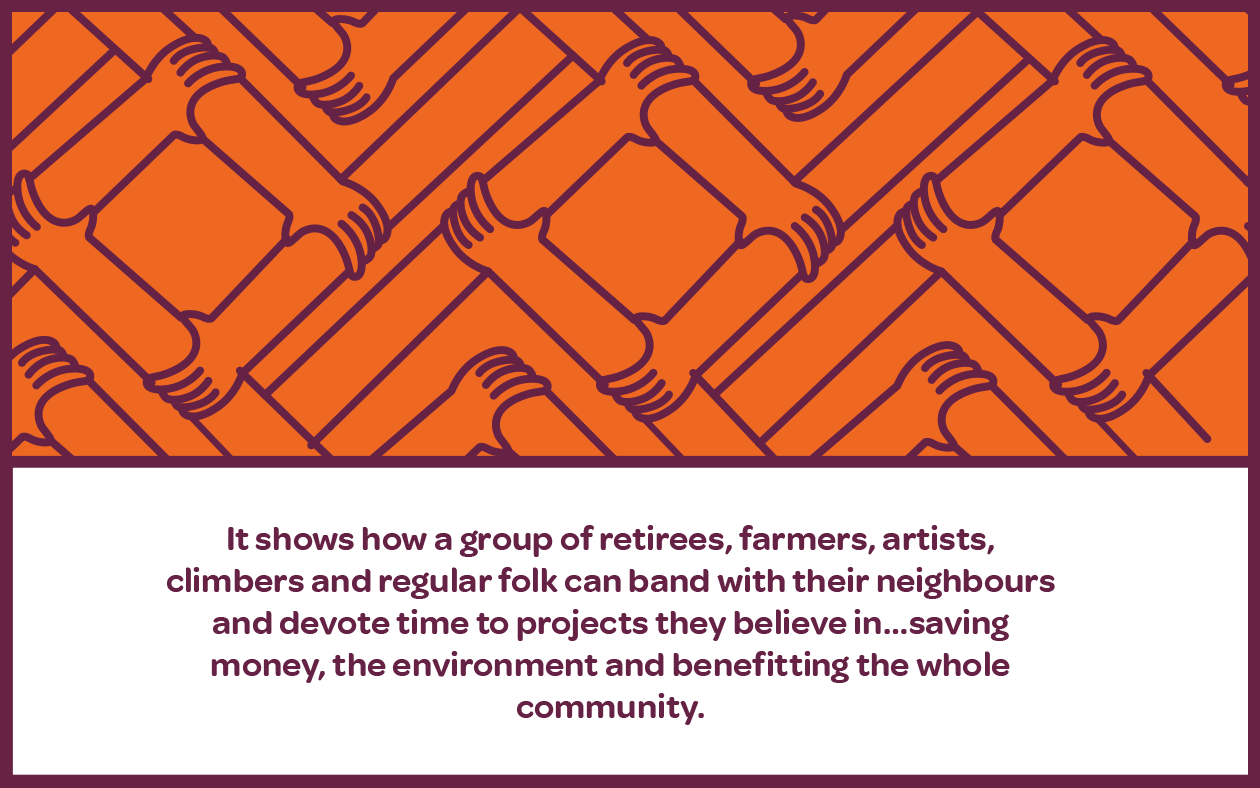 It shows how a group of retirees, farmers, artists,
climbers and regular folk can band with their neighbours
and devote time to projects they believe in...saving
money, the environment and benefitting the whole
community.